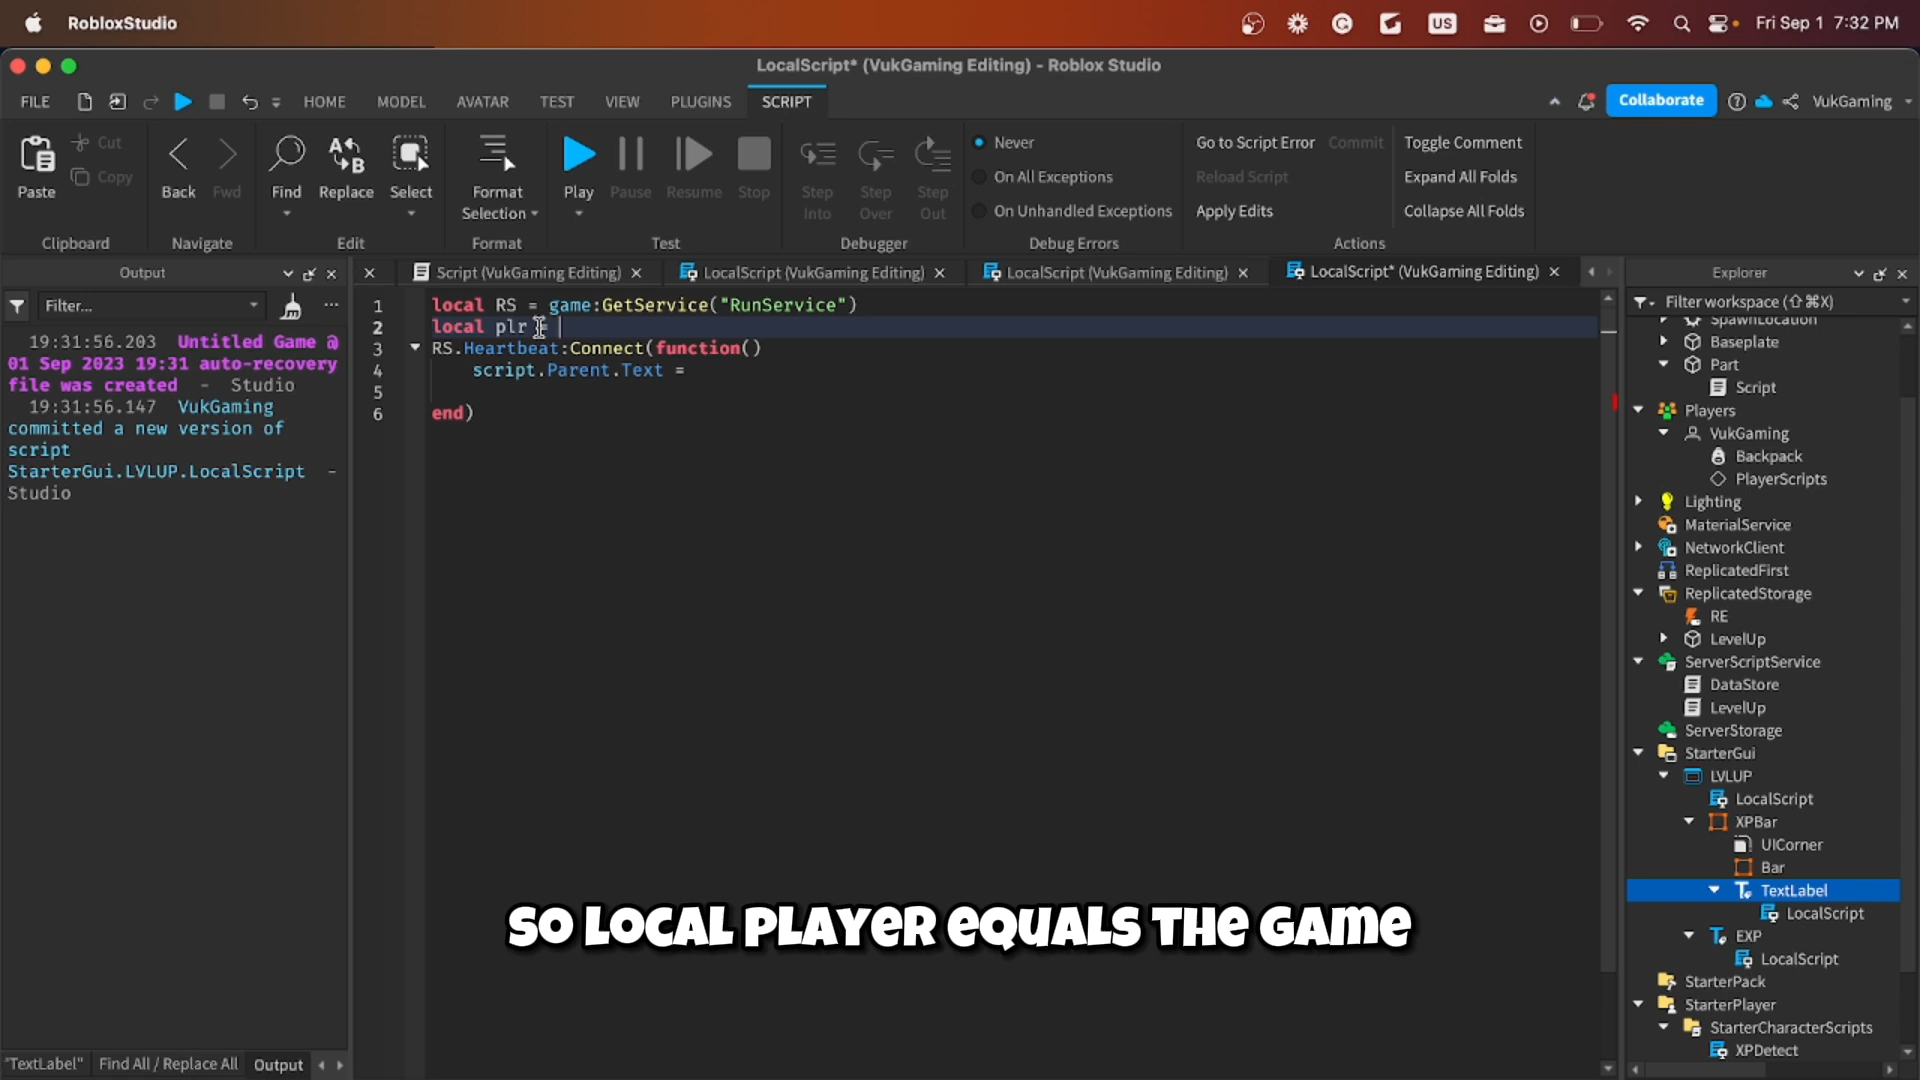 RobloxStudio
US
Fri Sep 1 7:32 PM
LocalScript* (VukGaming Editing) - Roblox Studio
FILE
HOME
MODEL
AVATAR
TEST
VIEW
PLUGINS
SCRIPT
Collaborate
VukGaming
Paste
Cut
Copy
Clipboard
Back
Fwd
Navigate
Find
Replace
Select
Edit
Format
Selection
Format
Play
Pause
Resume
Stop
Test
Step
Into
Step
Over
Step
Out
Debugger
Never
On All Exceptions
On Unhandled Exceptions
Debug Errors
Go to Script Error
Commit
Reload Script
Apply Edits
Toggle Comment
Expand All Folds
Collapse All Folds
Actions
Output
Script (VukGaming Editing)
LocalScript (VukGaming Editing)
LocalScript (VukGaming Editing)
LocalScript* (VukGaming Editing)
Explorer
Filter...
Filter workspace (⇧⌘X)
19:31:56.203 Untitled Game @
01 Sep 2023 19:31 auto-recovery
file was created - Studio
19:31:56.147 VukGaming
committed a new version of
script
StarterGui.LVLUP.LocalScript -
Studio
1 local RS = game:GetService("RunService")
2 local plr =
3 RS.Heartbeat:Connect(function()
4 script.Parent.Text =
5
6 end)
SpawnLocation
Baseplate
Part
Script
Players
VukGaming
Backpack
PlayerScripts
Lighting
MaterialService
NetworkClient
ReplicatedFirst
ReplicatedStorage
RE
LevelUp
ServerScriptService
DataStore
LevelUp
ServerStorage
StarterGui
LVLUP
LocalScript
XPBar
UICorner
Bar
TextLabel
LocalScript
EXP
LocalScript
StarterPack
StarterPlayer
StarterCharacterScripts
XPDetect
SO LOCAL PLAYER EQUALS THE GAME
"TextLabel"
Find All / Replace All
Output